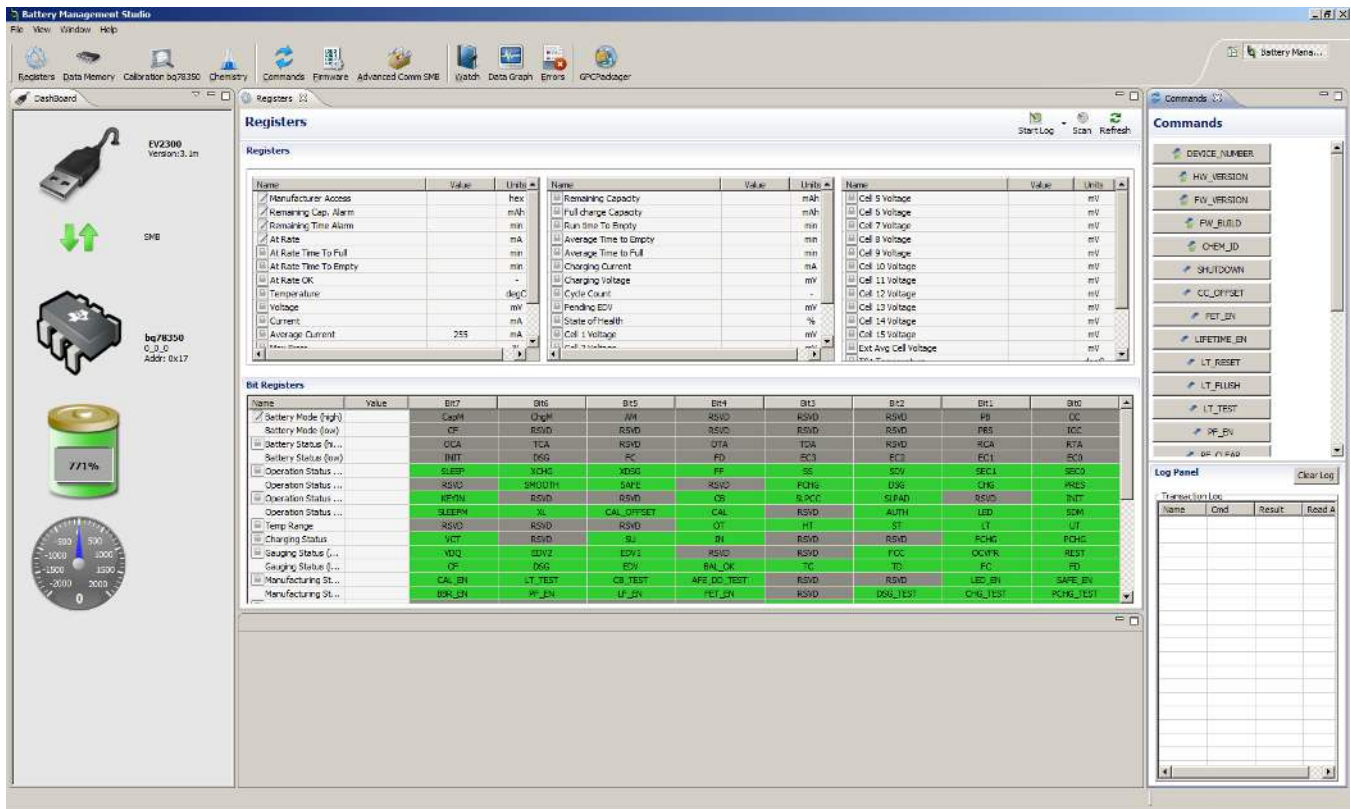 Battery Management Studio
File View Window Help
Registers Data Memory Calibration bq78350 Chemistry Commands Firmware Advanced Comm SMB Watch Data Graph Errors GPCPackager
Battery Mana...
DashBoard
EV2300
Version:3.1m
SMB
bq78350
0_0_0
Addr: 0x17
771%
-500 500
-1000 1000
-1500 1500
-2000 2000
0
Registers
Registers
Start Log Scan Refresh
Registers
Name Value Units
Manufacturer Access hex
Remaining Cap. Alarm mAh
Remaining Time Alarm min
At Rate mA
At Rate Time To Full min
At Rate Time To Empty min
At Rate OK -
Temperature degC
Voltage mV
Current mA
Average Current 255 mA
Name Value Units
Remaining Capacity mAh
Full charge Capacity mAh
Run time To Empty min
Average Time to Empty min
Average Time to Full min
Charging Current mA
Charging Voltage mV
Cycle Count -
Pending EDV mV
State of Health %
Cell 1 Voltage mV
Name Value Units
Cell 5 Voltage mV
Cell 6 Voltage mV
Cell 7 Voltage mV
Cell 8 Voltage mV
Cell 9 Voltage mV
Cell 10 Voltage mV
Cell 11 Voltage mV
Cell 12 Voltage mV
Cell 13 Voltage mV
Cell 14 Voltage mV
Cell 15 Voltage mV
Ext Avg Cell Voltage mV
Bit Registers
Name Value Bit7 Bit6 Bit5 Bit4 Bit3 Bit2 Bit1 Bit0
Battery Mode (high) CapM ChgM AM RSVD RSVD RSVD PB CC
Battery Mode (low) CF RSVD RSVD RSVD RSVD RSVD PBS ICC
Battery Status (hi... OCA TCA RSVD OTA TDA RSVD RCA RTA
Battery Status (low) INIT DSG FC FD EC3 EC2 EC1 EC0
Operation Status ... SLEEP XCHG XDSG PF SS SDV SEC1 SEC0
Operation Status ... RSVD SMOOTH SAFE RSVD PCHG DSG CHG PRES
Operation Status ... KEYIN RSVD RSVD CB SLPCC SLPAD RSVD INIT
Operation Status ... SLEEPM XL CAL_OFFSET CAL RSVD AUTH LED SDM
Temp Range RSVD RSVD RSVD OT HT ST LT UT
Charging Status VCT RSVD SU IN RSVD RSVD FCHG PCHG
Gauging Status (... VDQ EDV2 EDV1 RSVD RSVD FCC OCVFR REST
Gauging Status (l... CF DSG EDV BAL_OK TC TD FC FD
Manufacturing St... CAL_EN LT_TEST CB_TEST AFE_DD_TEST RSVD RSVD LED_EN SAFE_EN
Manufacturing St... BBR_EN PF_EN LF_EN FET_EN RSVD DSG_TEST CHG_TEST PCHG_TEST
Commands
Commands
DEVICE_NUMBER
HW_VERSION
FW_VERSION
FW_BUILD
CHEM_ID
SHUTDOWN
CC_OFFSET
FET_EN
LIFETIME_EN
LT_RESET
LT_FLUSH
LT_TEST
PF_EN
PF_CLEAR
Log Panel
Clear Log
Transaction Log
Name Cmd Result Read A